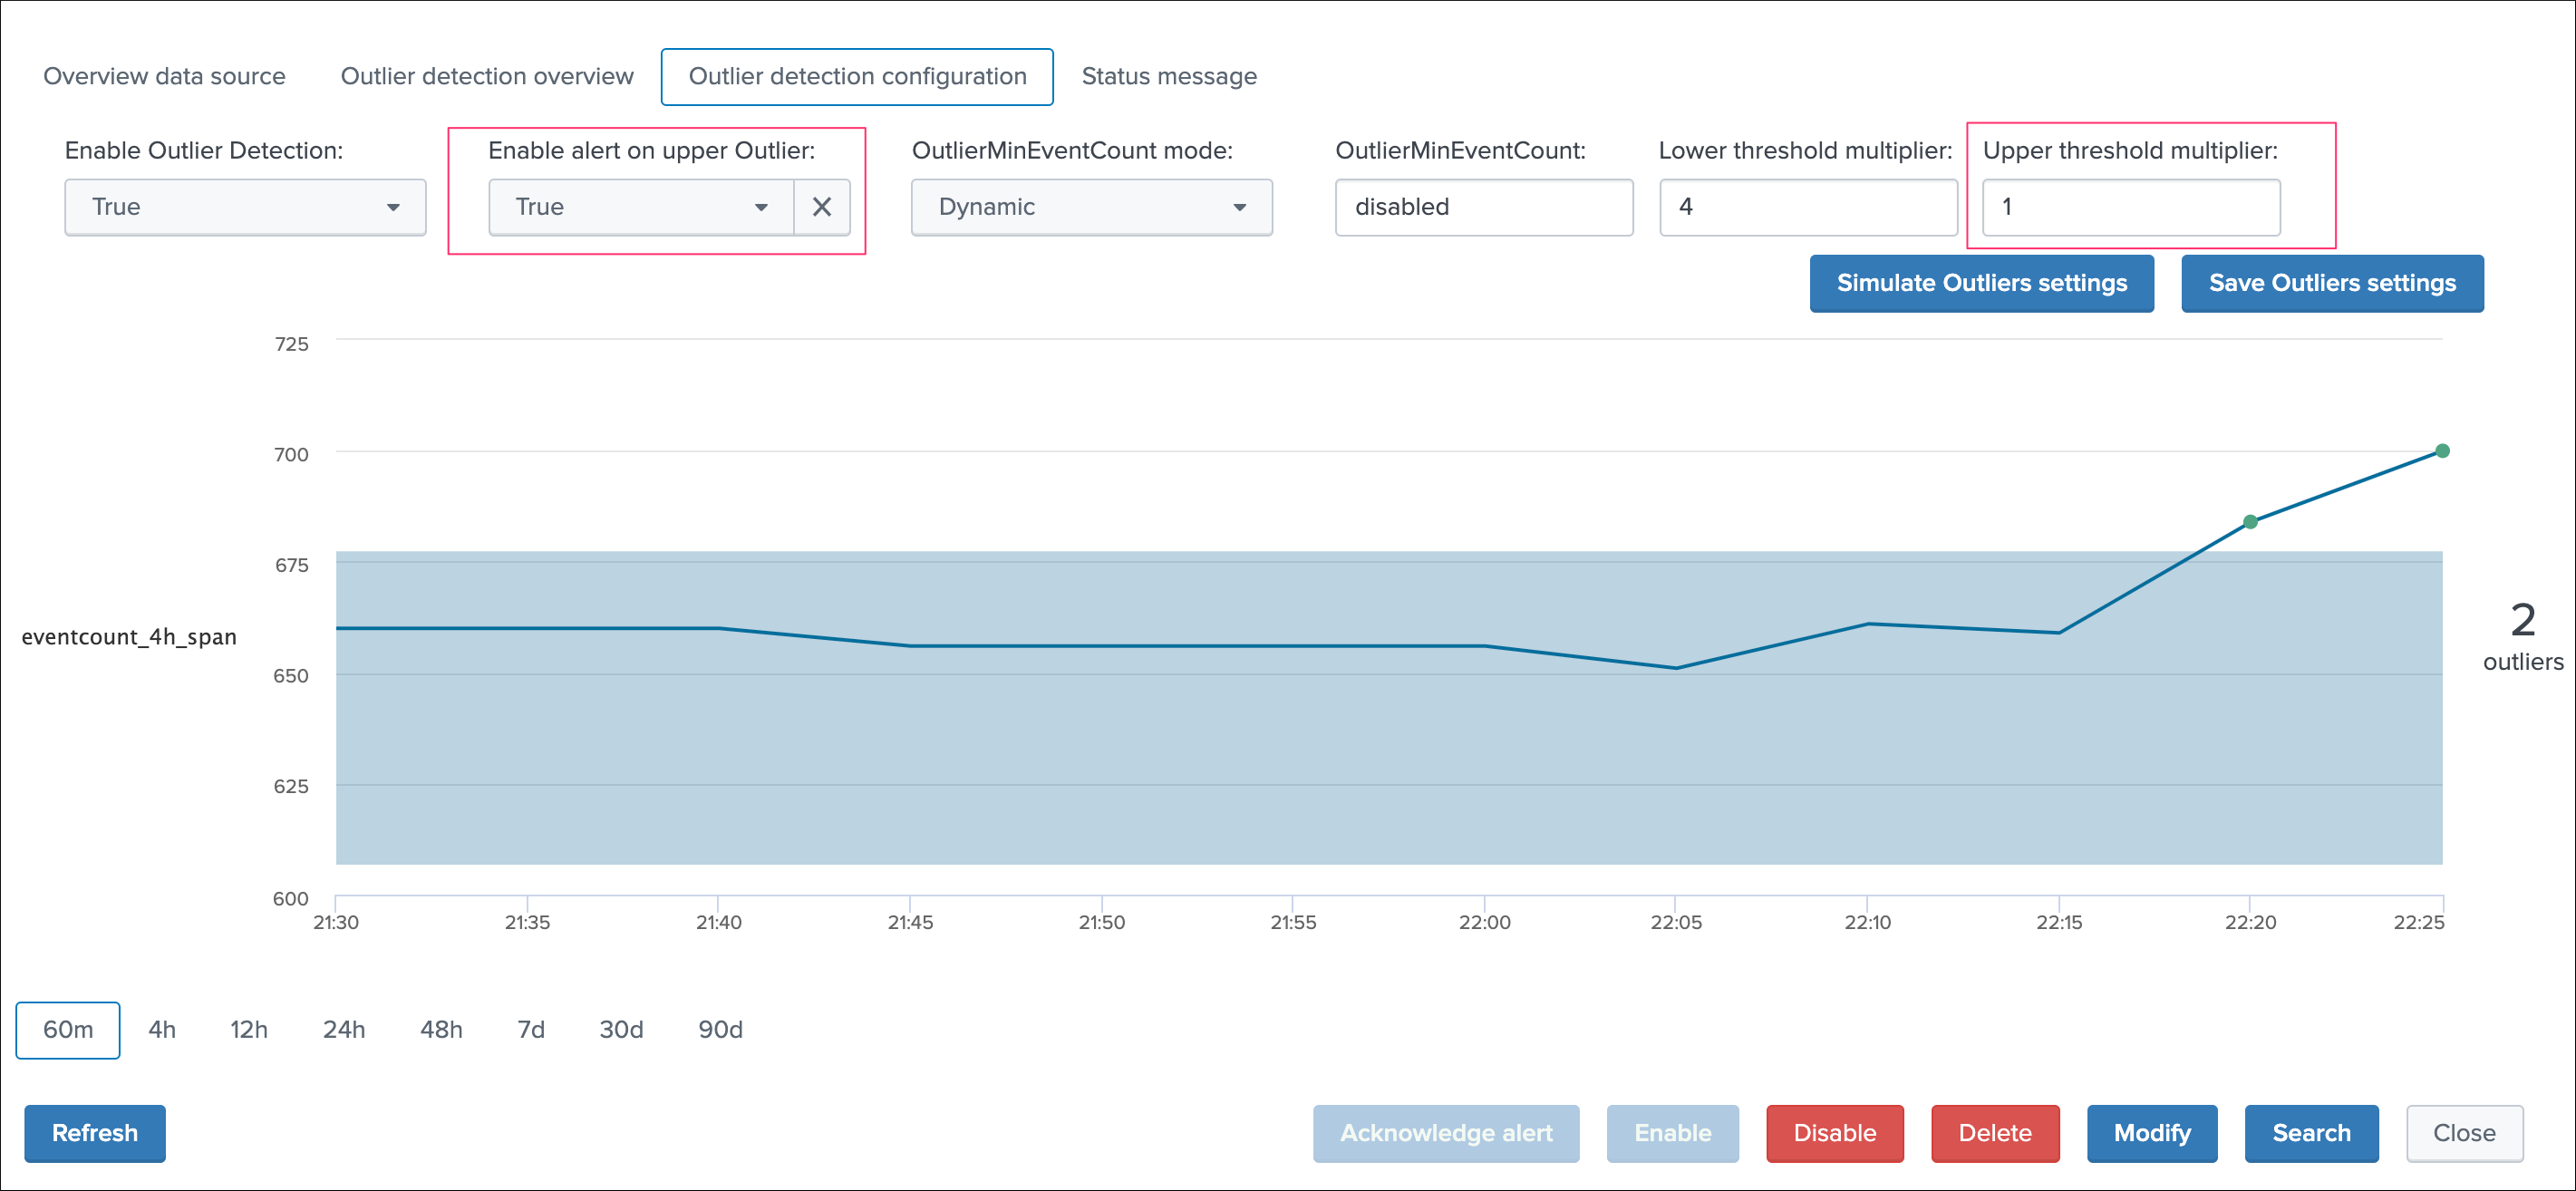 Overview data source Outlier detection overview Outlier detection configuration Status message
Enable Outlier Detection: Enable alert on upper Outlier: OutlierMinEventCount mode: OutlierMinEventCount: Lower threshold multiplier: Upper threshold multiplier:
True True Dynamic disabled 4 1
Simulate Outliers settings Save Outliers settings
725
700
675
650
625
600
eventcount_4h_span
2
outliers
21:30 21:35 21:40 21:45 21:50 21:55 22:00 22:05 22:10 22:15 22:20 22:25
60m 4h 12h 24h 48h 7d 30d 90d
Refresh Acknowledge alert Enable Disable Delete Modify Search Close